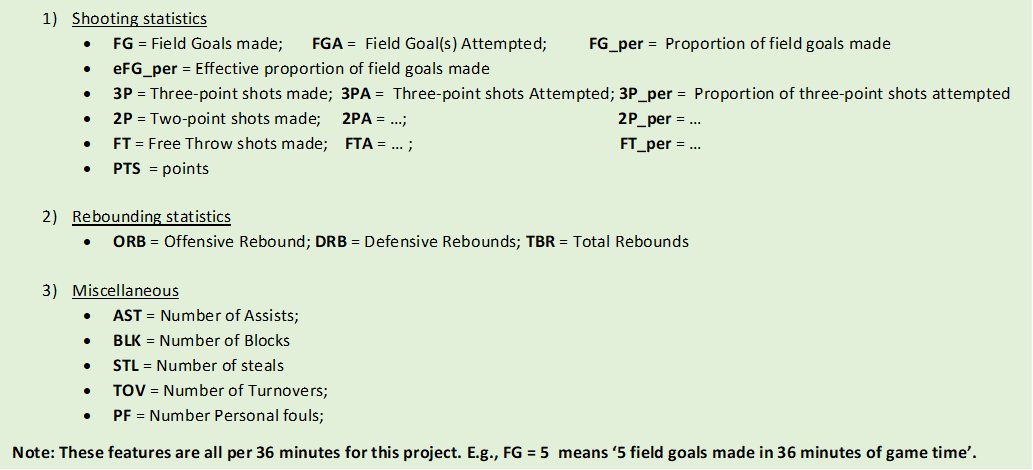 1) Shooting statistics
• FG = Field Goals made; FGA = Field Goal(s) Attempted; FG_per = Proportion of field goals made
• eFG_per = Effective proportion of field goals made
• 3P = Three-point shots made; 3PA = Three-point shots Attempted; 3P_per = Proportion of three-point shots attempted
• 2P = Two-point shots made; 2PA = ...; 2P_per = ...
• FT = Free Throw shots made; FTA = ... ; FT_per = ...
• PTS = points
2) Rebounding statistics
• ORB = Offensive Rebound; DRB = Defensive Rebounds; TBR = Total Rebounds
3) Miscellaneous
• AST = Number of Assists;
• BLK = Number of Blocks
• STL = Number of steals
• TOV = Number of Turnovers;
• PF = Number Personal fouls;
Note: These features are all per 36 minutes for this project. E.g., FG = 5 means ‘5 field goals made in 36 minutes of game time’.